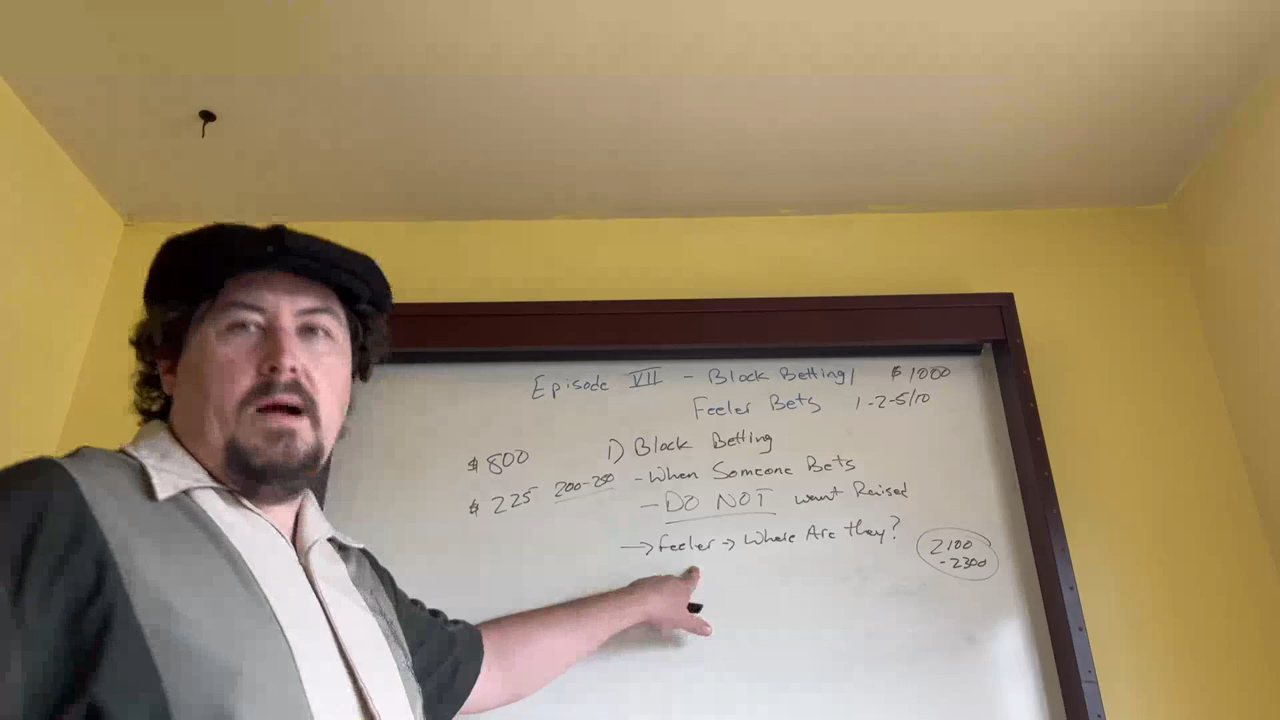 Episode VII - Block Betting/ $1000
Feeler Bets 1-2-5/10
$800
1) Block Betting
$225 200-250
- When Someone Bets
- DO NOT want Raised
→ Feeler → Where Are they?
2100
- 2300